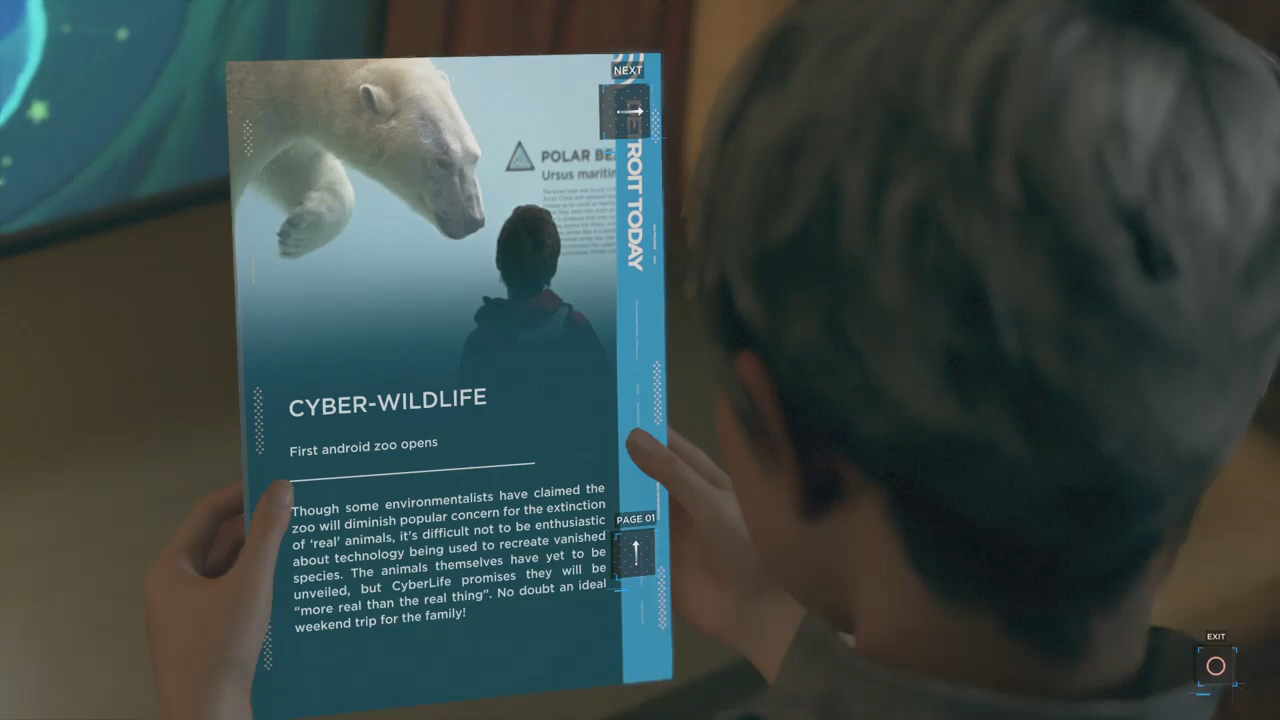 NEXT
DETROIT TODAY
POLAR
Ursus
CYBER-WILDLIFE
First android zoo opens
Though some environmentalists have claimed the
zoo will diminish popular concern for the extinction
of ‘real’ animals, it’s difficult not to be enthusiastic
about technology being used to recreate vanished
species. The animals themselves have yet to be
unveiled, but CyberLife promises they will be
“more real than the real thing”. No doubt an ideal
weekend trip for the family!
PAGE 01
EXIT